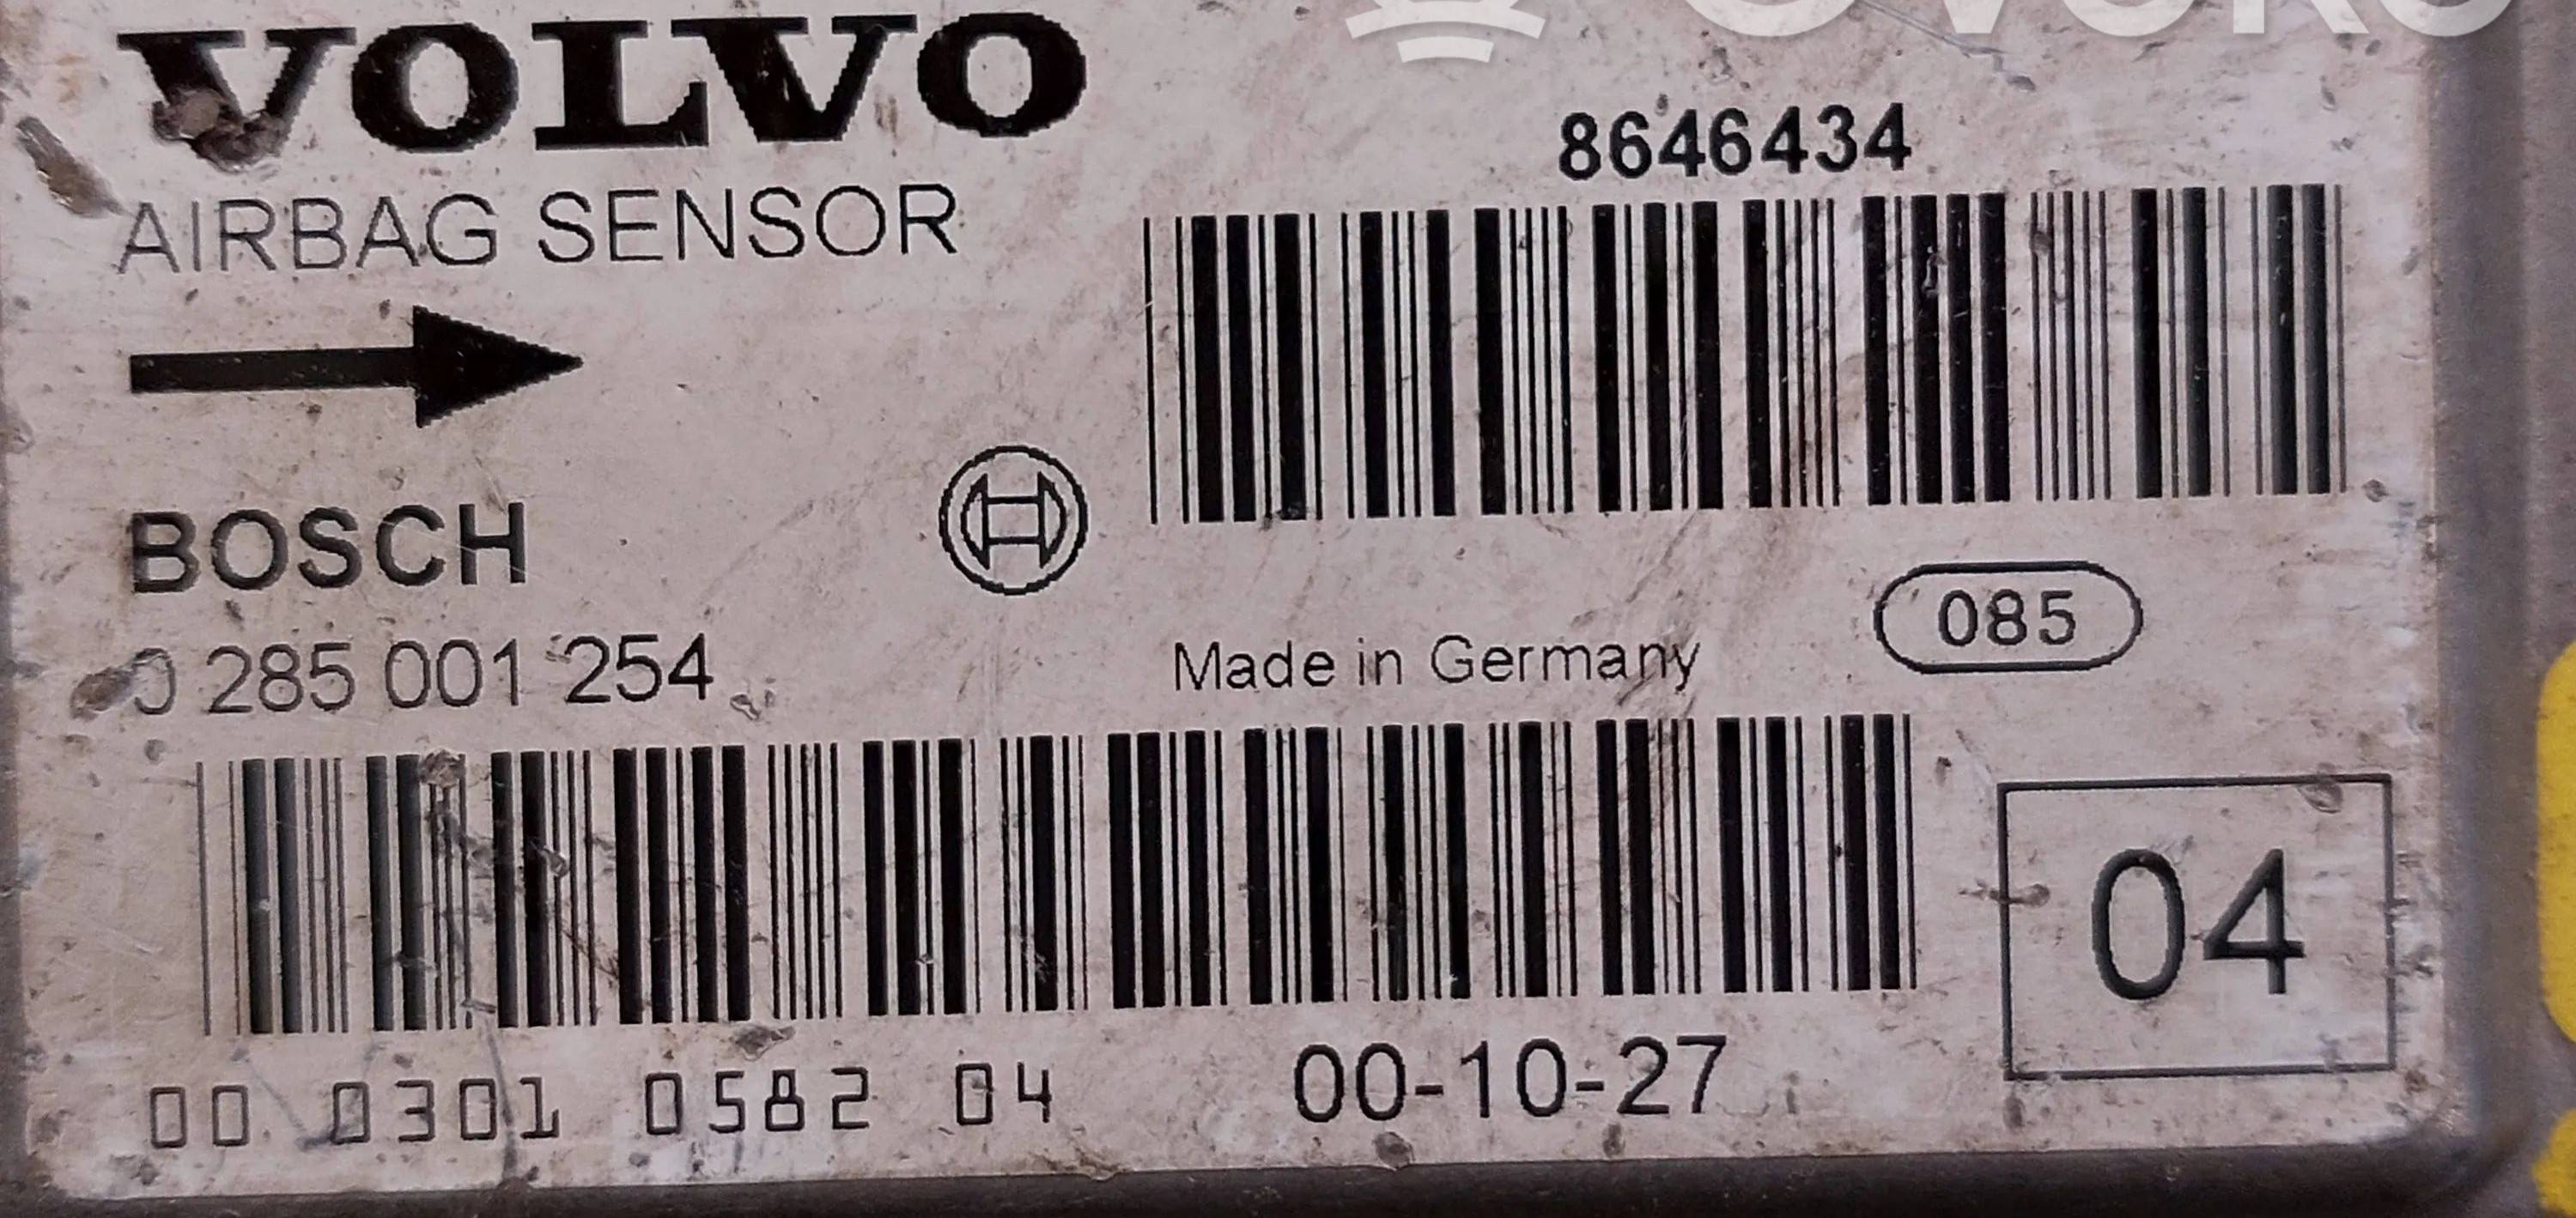 VOLVO
8646434
AIRBAG SENSOR
BOSCH
085
0 285 001 254
Made in Germany
04
00 0301 0582 04
00-10-27